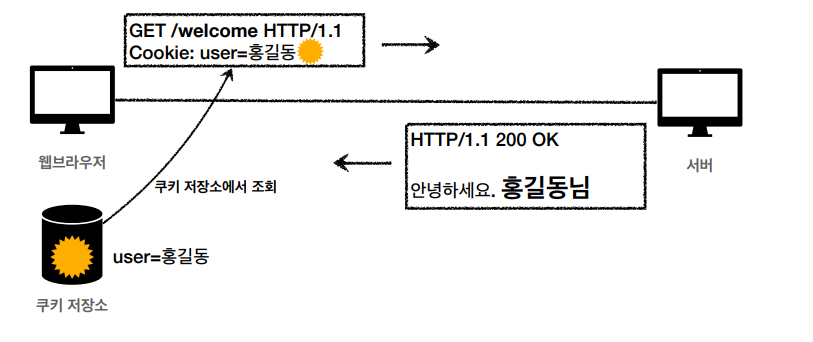 GET /welcome HTTP/1.1
Cookie: user=홍길동
웹브라우저
HTTP/1.1 200 OK
안녕하세요. 홍길동님
서버
쿠키 저장소에서 조회
user=홍길동
쿠키 저장소